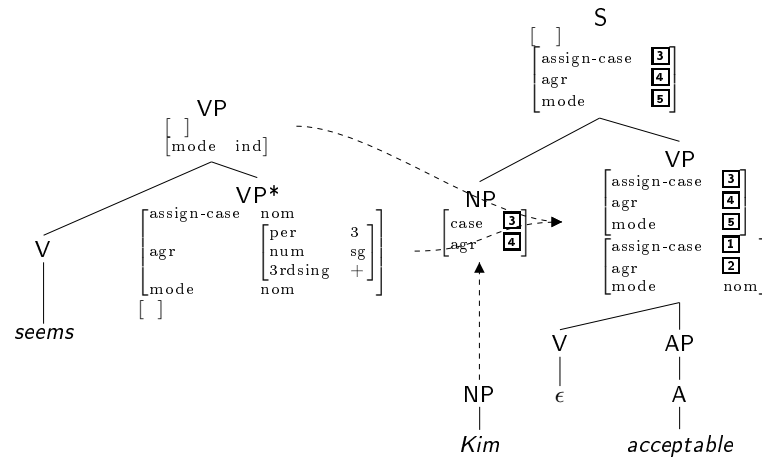 S
[ ]
assign-case 3
agr 4
mode 5
VP
[ ]
mode ind
VP
NP
assign-case 3
VP*
assign-case nom
case 3
agr 4
per 3
mode 5
agr 4
V
agr
num sg
assign-case 1
3rdsing +
agr 2
mode nom
mode nom
[ ]
seems
V
AP
NP
ϵ
A
Kim
acceptable